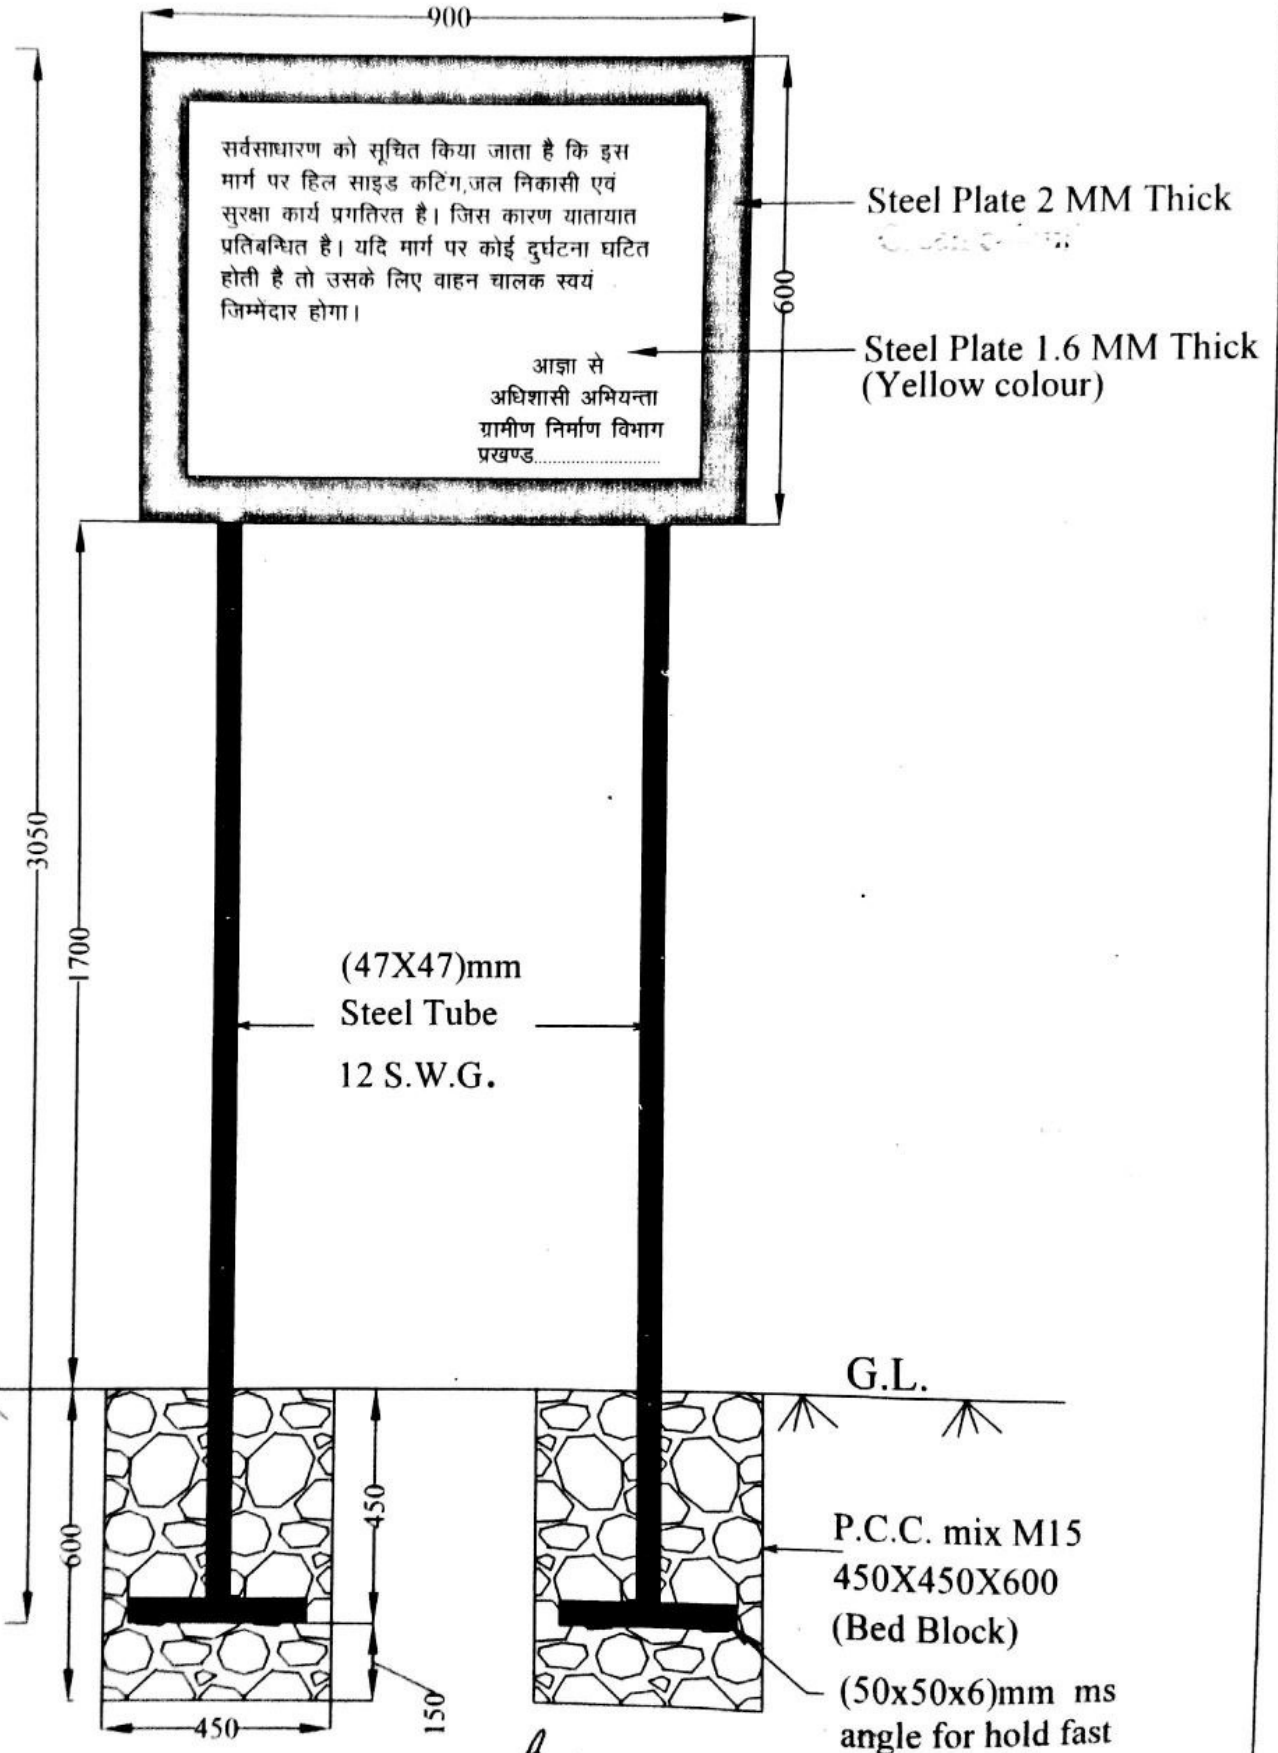 900
सर्वसाधारण को सूचित किया जाता है कि इस
मार्ग पर हिल साइड कटिंग,जल निकासी एवं
सुरक्षा कार्य प्रगतिरत है। जिस कारण यातायात
प्रतिबन्धित है। यदि मार्ग पर कोई दुर्घटना घटित
होती है तो उसके लिए वाहन चालक स्वयं
जिम्मेदार होगा।
आज्ञा से
अधिशासी अभियन्ता
ग्रामीण निर्माण विभाग
प्रखण्ड..........................
Steel Plate 2 MM Thick
600
Steel Plate 1.6 MM Thick
(Yellow colour)
3050
1700
(47X47)mm
Steel Tube
12 S.W.G.
G.L.
600
450
P.C.C. mix M15
450X450X600
(Bed Block)
150
450
(50x50x6)mm ms
angle for hold fast